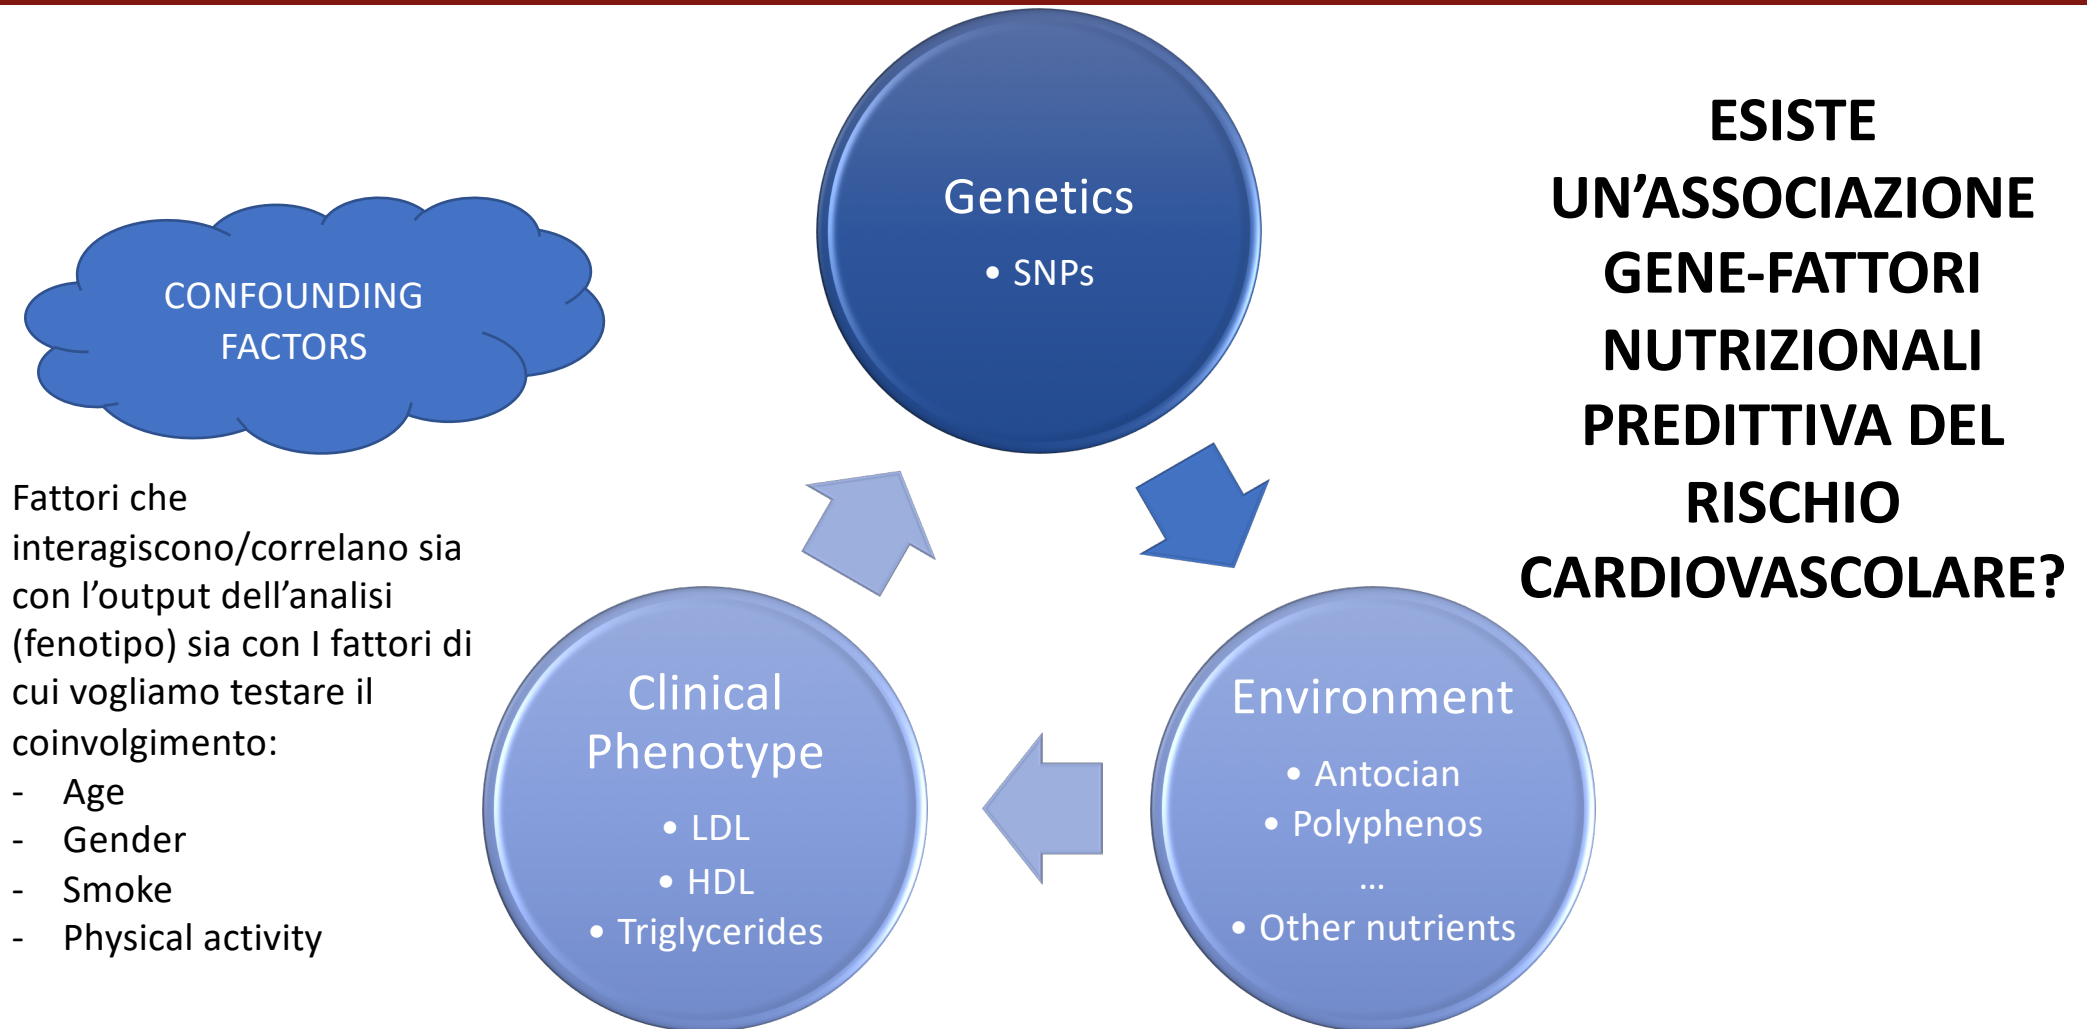 CONFOUNDING
FACTORS
Fattori che
interagiscono/correlano sia
con l’output dell’analisi
(fenotipo) sia con I fattori di
cui vogliamo testare il
coinvolgimento:
- Age
- Gender
- Smoke
- Physical activity
Genetics
• SNPs
Clinical
Phenotype
• LDL
• HDL
• Triglycerides
Environment
• Antocian
• Polyphenos
...
• Other nutrients
ESISTE
UN’ASSOCIAZIONE
GENE-FATTORI
NUTRIZIONALI
PREDITTIVA DEL
RISCHIO
CARDIOVASCOLARE?